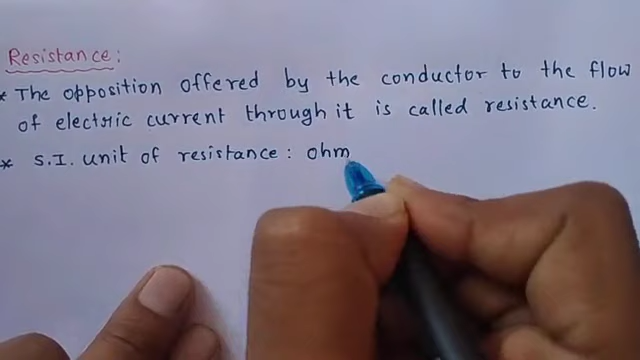 Resistance:
* The opposition offered by the conductor to the flow
of electric current through it is called resistance.
* S.I. unit of resistance: ohm